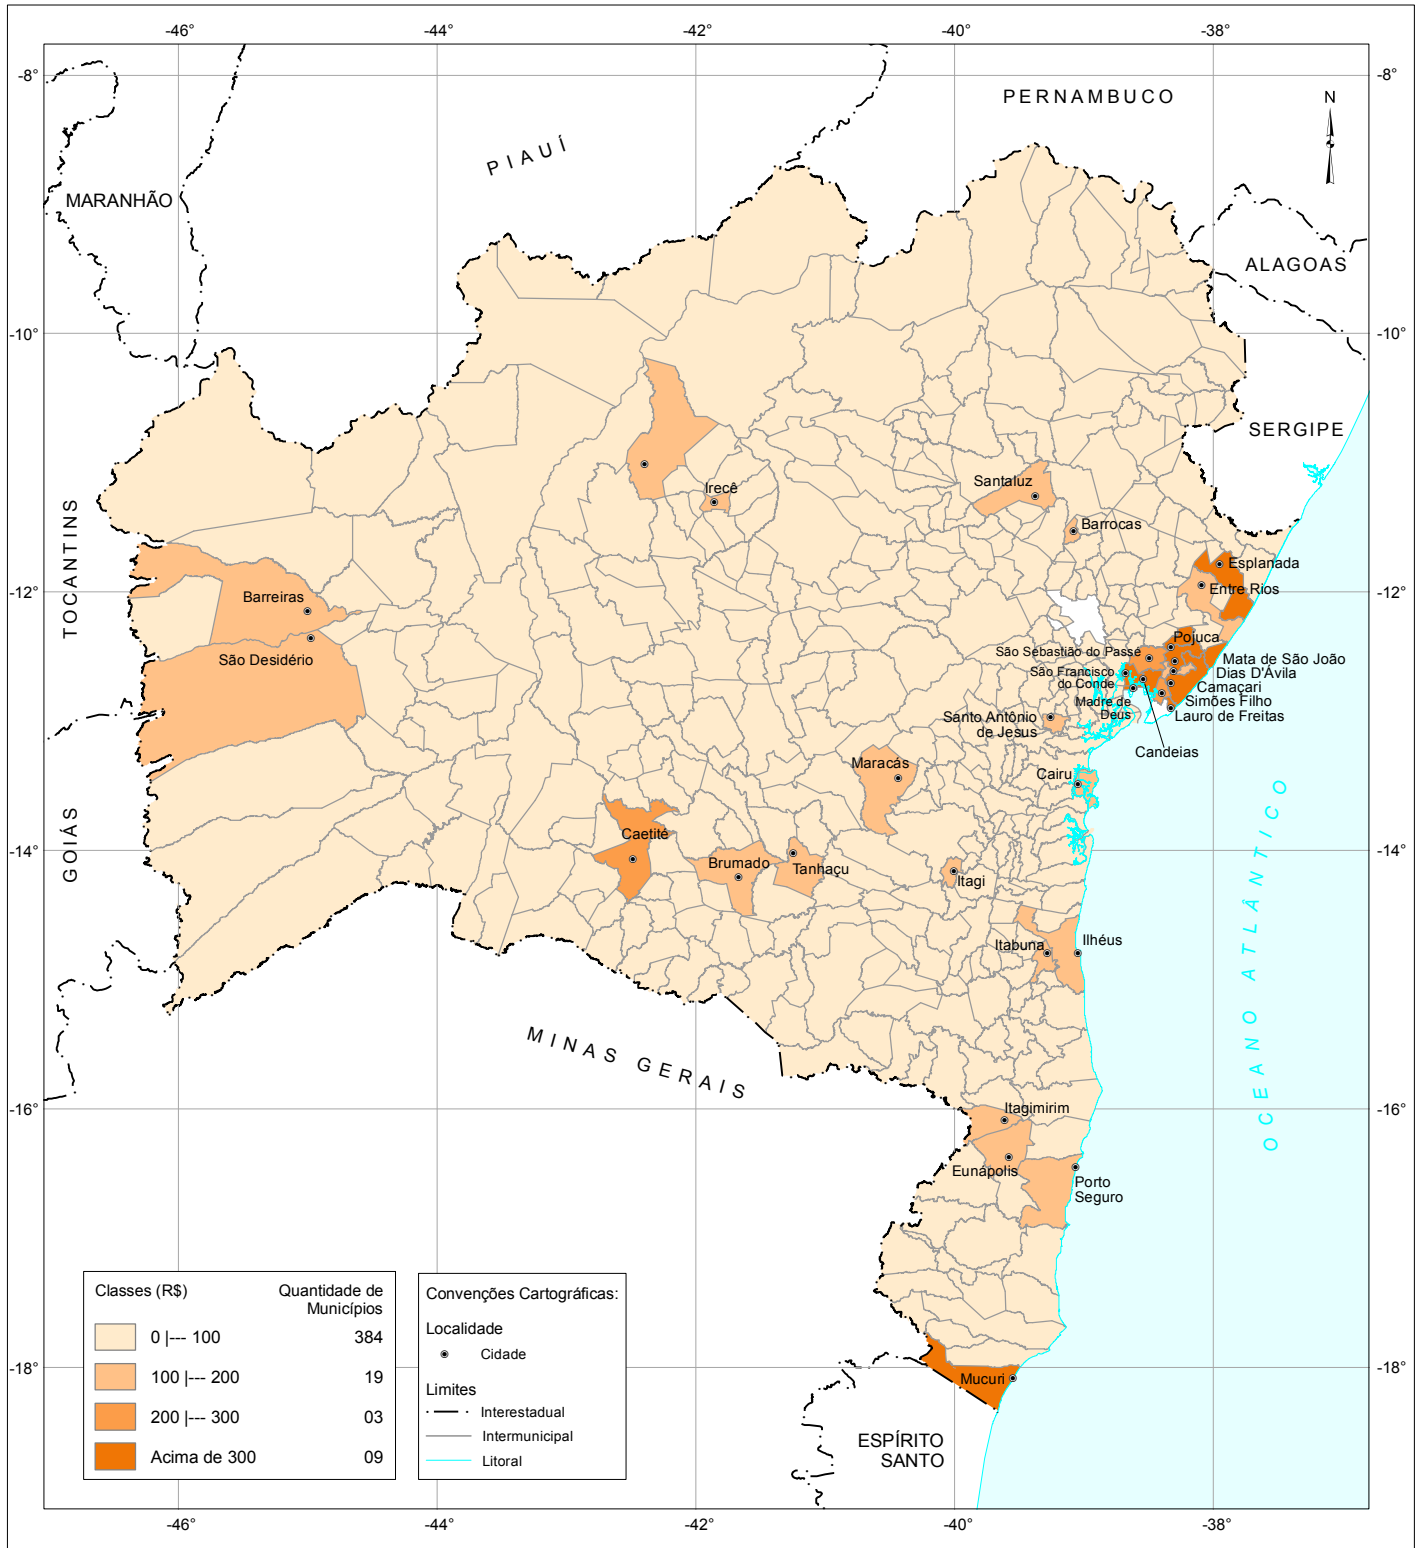 -46°
-44°
-42°
-40°
-38°
-8°
-8°
PERNAMBUCO
N
PIAUÍ
MARANHÃO
ALAGOAS
-10°
-10°
SERGIPE
Irecê
Santaluz
Barrocas
TOCANTINS
Esplanada
-12°
-12°
Barreiras
Entre Rios
São Desidério
Pojuca
São Sebastião do Passé
Mata de São João
São Francisco
do Conde
Dias D'Ávila
Camaçari
Madre de
Deus
Simões Filho
Lauro de Freitas
Santo Antônio
de Jesus
Candeias
Maracás
Cairu
GOIÁS
OCEANO ATLÂNTICO
Caetité
-14°
-14°
Brumado
Tanhaçu
Itagi
Itabuna
Ilhéus
MINAS GERAIS
-16°
-16°
Itagimirim
Eunápolis
Porto
Seguro
Classes (R$)
Quantidade de
Municípios
0 |--- 100
384
100 |--- 200
19
200 |--- 300
03
Acima de 300
09
Convenções Cartográficas:
Localidade
Cidade
Limites
Interestadual
Intermunicipal
Litoral
-18°
-18°
Mucuri
ESPÍRITO
SANTO
-46°
-44°
-42°
-40°
-38°